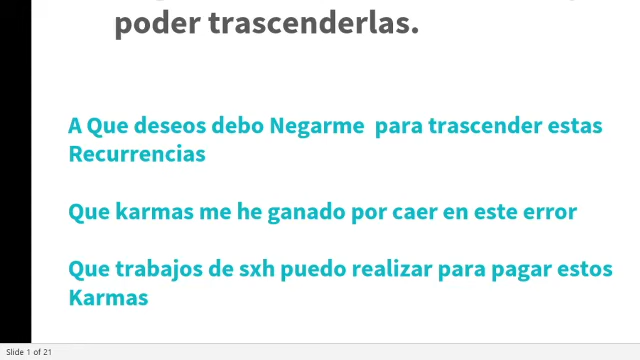 poder trascenderlas.
A Que deseos debo Negarme para trascender estas
Recurrencias
Que karmas me he ganado por caer en este error
Que trabajos de sxh puedo realizar para pagar estos
Karmas
Slide 1 of 21